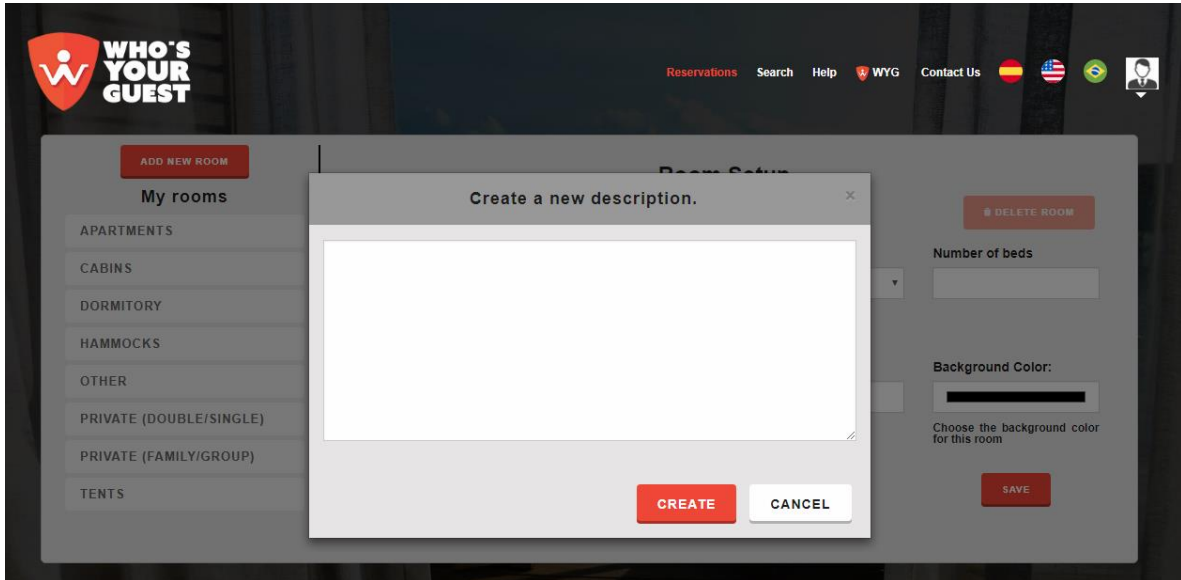 WHO'S
YOUR
GUEST
Reservations Search Help WYG Contact Us
ADD NEW ROOM
My rooms
APARTMENTS
CABINS
DORMITORY
HAMMOCKS
OTHER
PRIVATE (DOUBLE/SINGLE)
PRIVATE (FAMILY/GROUP)
TENTS
Room Setup
Create a new description. ×
CREATE CANCEL
DELETE ROOM
Number of beds
Background Color:
Choose the background color
for this room
SAVE